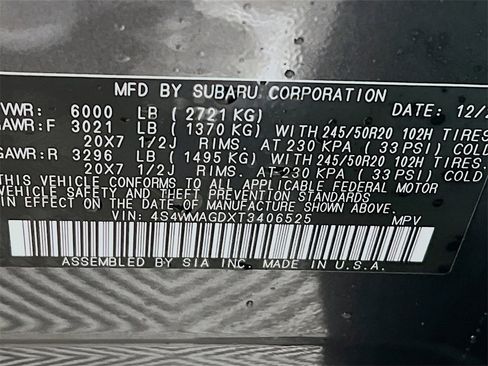 MFD BY SUBARU CORPORATION
VWR: 6000 LB (2721 KG) DATE: 12/2
GAWR:F 3021 LB (1370 KG) WITH 245/50R20 102H TIRES
20X7 1/2J RIMS. AT 230 KPA (33 PSI) COLD
GAWR:R 3296 LB (1495 KG) WITH 245/50R20 102H TIRES
20X7 1/2J RIMS. AT 230 KPA (33 PSI) COLD
THIS VEHICLE CONFORMS TO ALL APPLICABLE FEDERAL MOTOR
VEHICLE SAFETY AND THEFT PREVENTION STANDARDS
IN EFFECT ON THE DATE OF MANUFACTURE SHOWN ABOVE.
VIN: 4S4WMAGDXT3406525 MPV
ASSEMBLED BY SIA INC. MADE IN U.S.A.